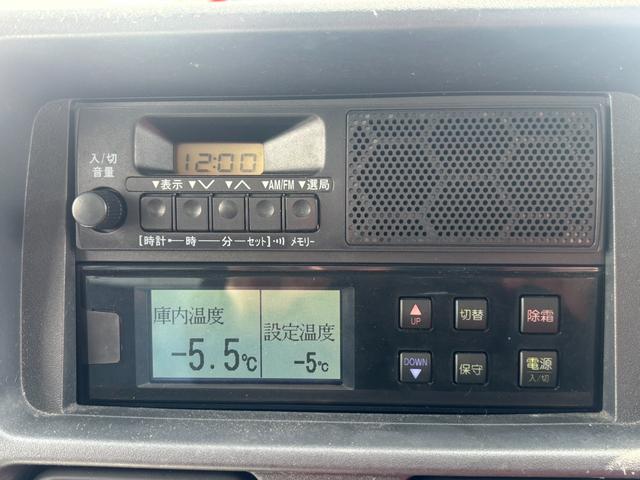 入/切
音量
12:00
▼表示 ▼∨ ▼∧ ▼AM/FM ▼選局
[時計•─時──分─セット]•ı)) メモリー
庫内温度
-5.5℃
設定温度
-5℃
▲ UP
切替
除霜
DOWN ▼
保守
電源
入/切